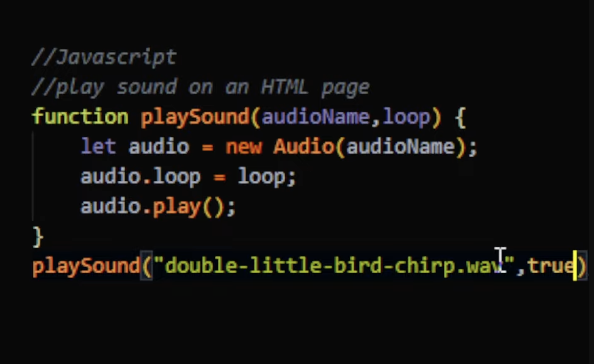 //Javascript
//play sound on an HTML page
function playSound(audioName,loop) {
    let audio = new Audio(audioName);
    audio.loop = loop;
    audio.play();
}
playSound("double-little-bird-chirp.wav",true)